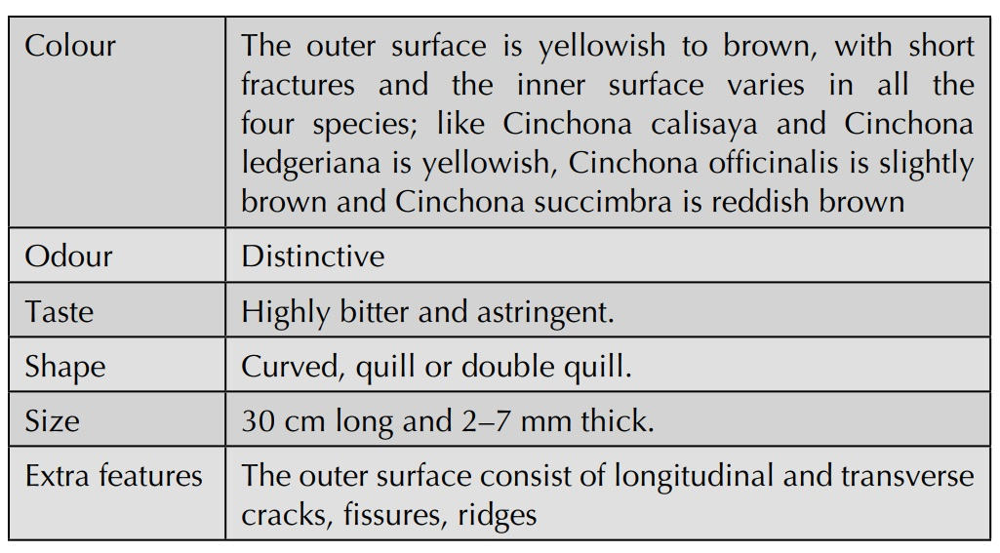 Colour
The outer surface is yellowish to brown, with short
fractures and the inner surface varies in all the
four species; like Cinchona calisaya and Cinchona
ledgeriana is yellowish, Cinchona officinalis is slightly
brown and Cinchona succimbra is reddish brown
Odour
Distinctive
Taste
Highly bitter and astringent.
Shape
Curved, quill or double quill.
Size
30 cm long and 2–7 mm thick.
Extra features
The outer surface consist of longitudinal and transverse
cracks, fissures, ridges